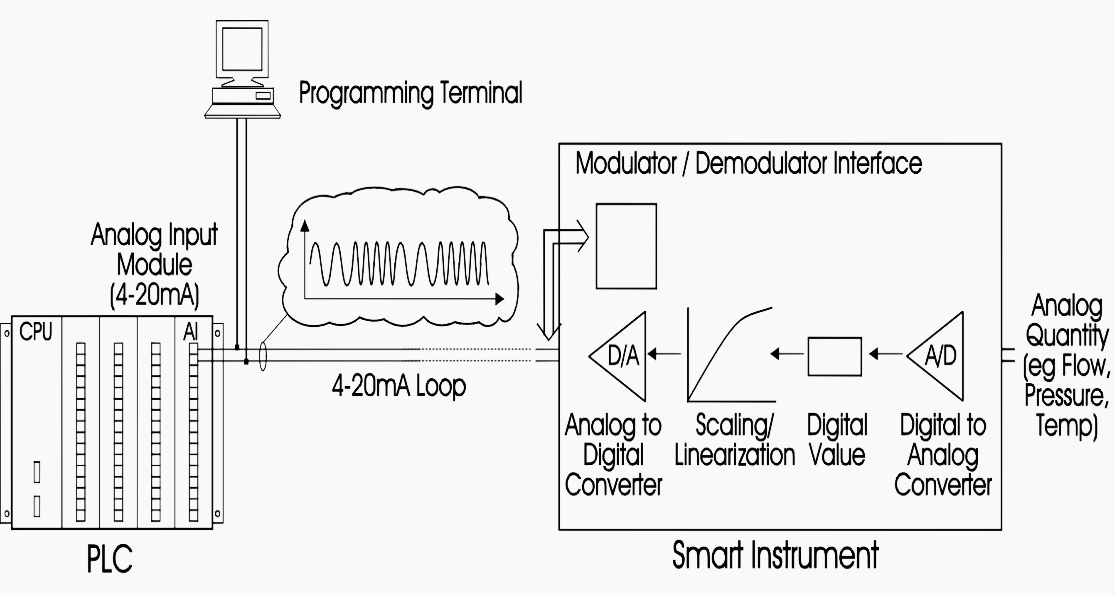 Programming Terminal
Modulator / Demodulator Interface
Analog Input
Module
(4-20mA)
CPU
AI
4-20mA Loop
D/A
A/D
Analog to
Digital
Converter
Scaling/
Linearization
Digital
Value
Digital to
Analog
Converter
Analog
Quantity
(eg Flow,
Pressure,
Temp)
PLC
Smart Instrument